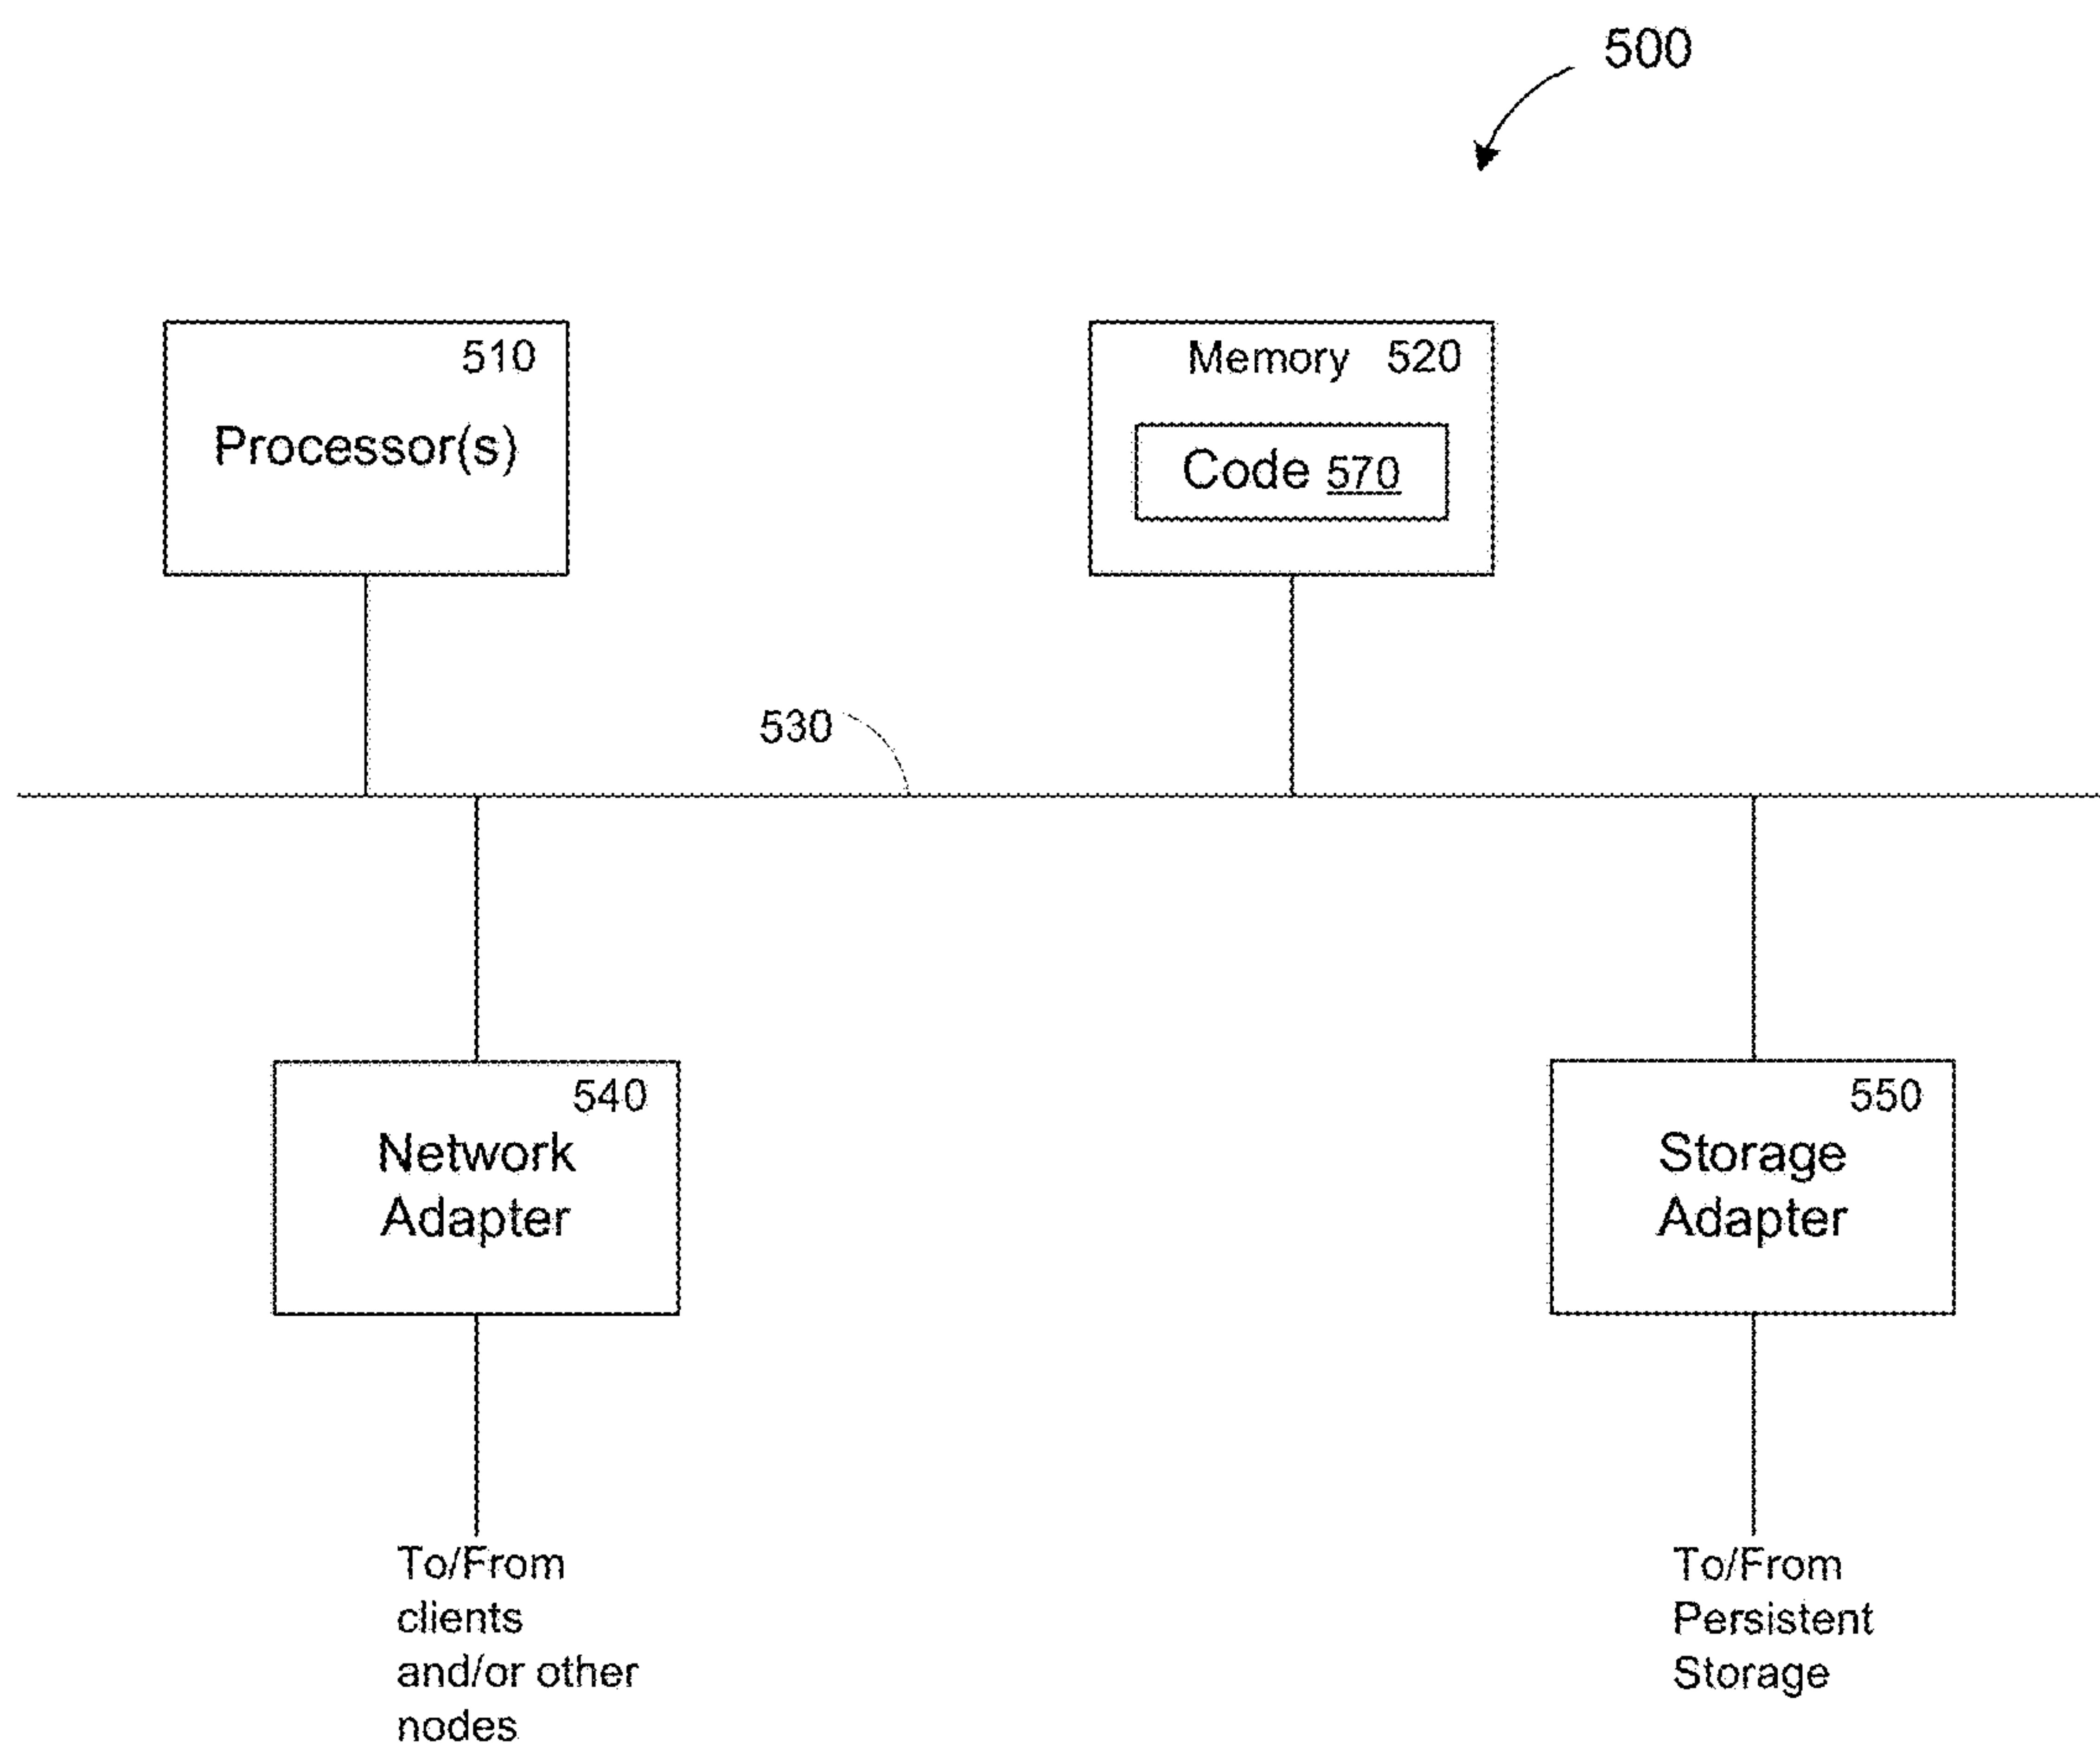 500
510
Processor(s)
Memory 520
Code 570
530
540
Network
Adapter
550
Storage
Adapter
To/From
clients
and/or other
nodes
To/From
Persistent
Storage